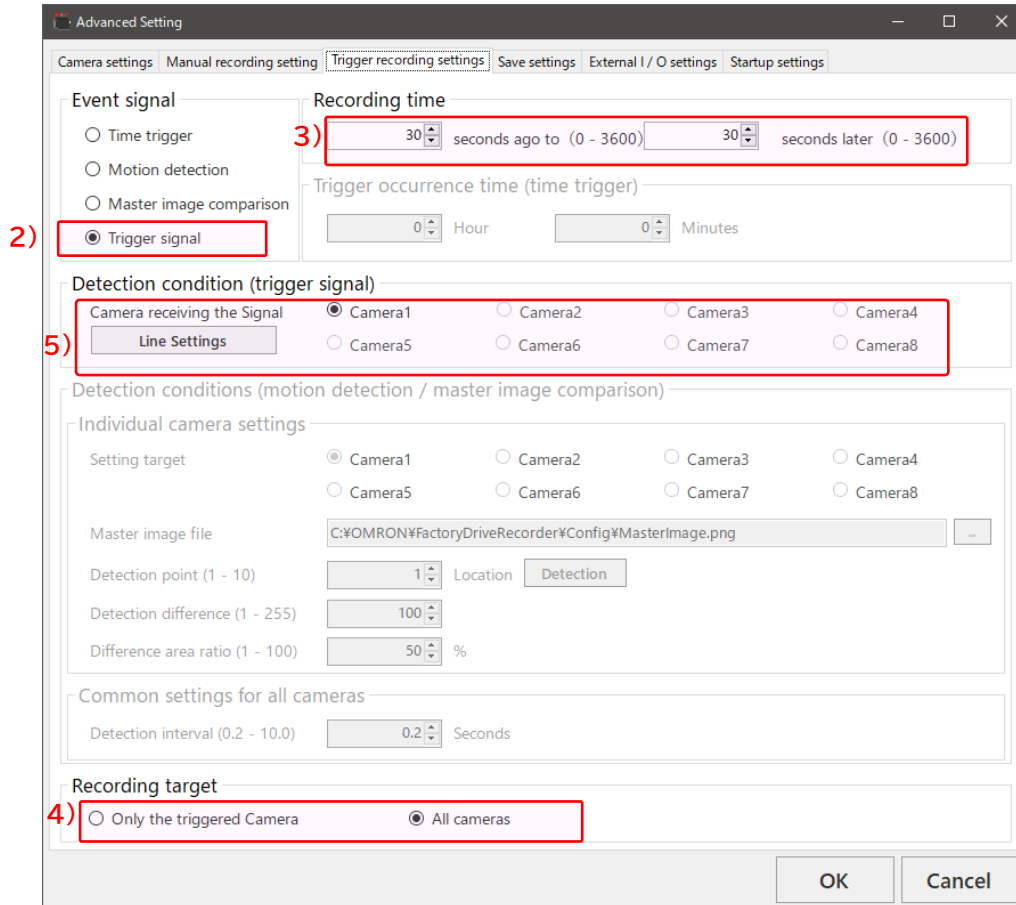 Advanced Setting
Camera settings Manual recording setting Trigger recording settings Save settings External I / O settings Startup settings
Event signal
Time trigger
Motion detection
Master image comparison
2)
Trigger signal
Recording time
3)
30 seconds ago to (0 - 3600) 30 seconds later (0 - 3600)
Trigger occurrence time (time trigger)
0 Hour 0 Minutes
Detection condition (trigger signal)
Camera receiving the Signal Camera1 Camera2 Camera3 Camera4
5)
Line Settings Camera5 Camera6 Camera7 Camera8
Detection conditions (motion detection / master image comparison)
Individual camera settings
Setting target Camera1 Camera2 Camera3 Camera4
Camera5 Camera6 Camera7 Camera8
Master image file C:¥OMRON¥FactoryDriveRecorder¥Config¥MasterImage.png ...
Detection point (1 - 10) 1 Location Detection
Detection difference (1 - 255) 100
Difference area ratio (1 - 100) 50 %
Common settings for all cameras
Detection interval (0.2 - 10.0) 0.2 Seconds
Recording target
4)
Only the triggered Camera All cameras
OK Cancel